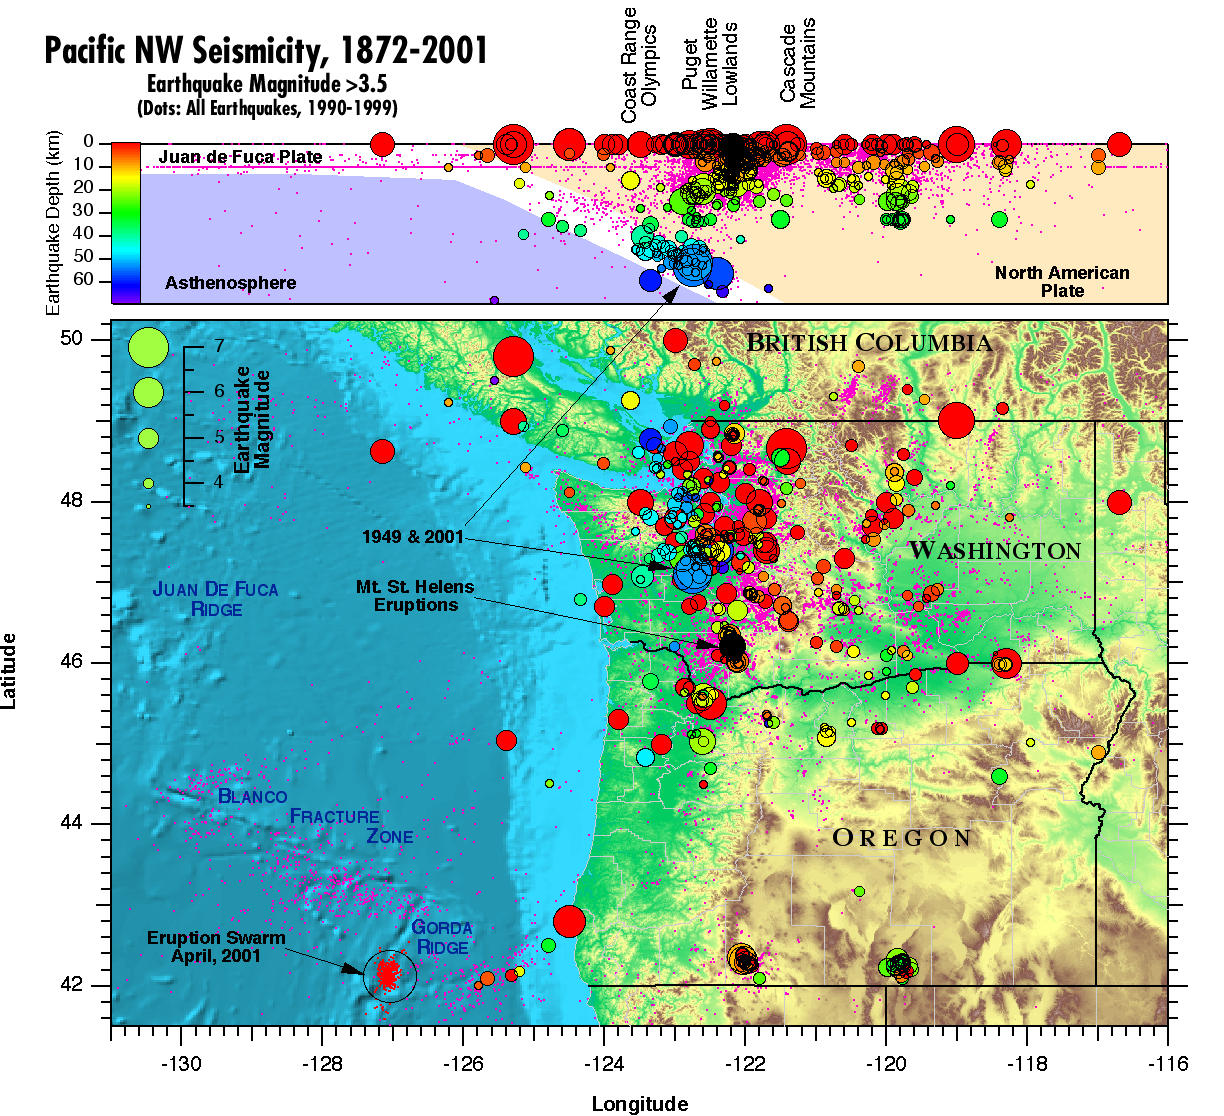 Pacific NW Seismicity, 1872-2001
Earthquake Magnitude >3.5
(Dots: All Earthquakes, 1990-1999)
Coast Range
Olympics
Puget
Willamette
Lowlands
Cascade
Mountains
Earthquake Depth (km)
0
10
20
30
40
50
60
Juan de Fuca Plate
Asthenosphere
North American
Plate
50
48
46
44
42
Latitude
7
6
5
4
Earthquake
Magnitude
BRITISH COLUMBIA
1949 & 2001
WASHINGTON
Mt. St. Helens
Eruptions
JUAN DE FUCA
RIDGE
BLANCO
FRACTURE
ZONE
OREGON
GORDA
RIDGE
Eruption Swarm
April, 2001
-130
-128
-126
-124
-122
-120
-118
-116
Longitude